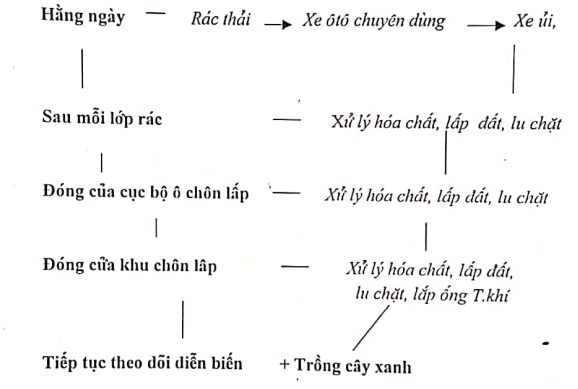 Hằng ngày — Rác thải → Xe ôtô chuyên dùng → Xe ủi,
Sau mỗi lớp rác — Xử lý hóa chất, lấp đất, lu chặt
Đóng của cục bộ ô chôn lấp — Xử lý hóa chất, lấp đất, lu chặt
Đóng cữa khu chôn lâp — Xử lý hóa chất, lấp đất,
lu chặt, lắp ống T.khí
Tiếp tục theo dõi diễn biến + Trồng cây xanh